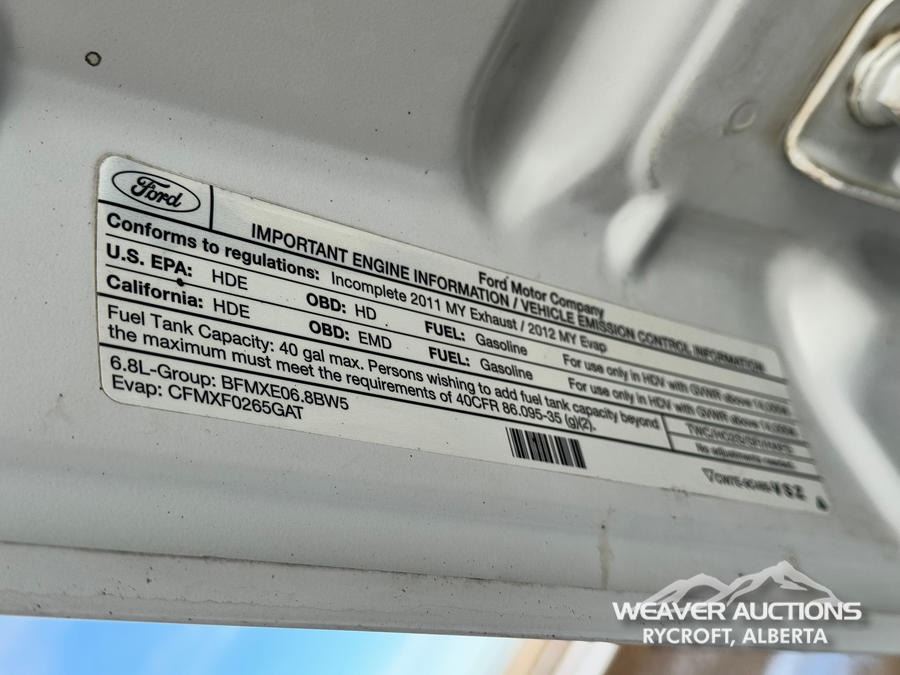 Ford
Ford Motor Company
IMPORTANT ENGINE INFORMATION / VEHICLE EMISSION CONTROL INFORMATION
Conforms to regulations: Incomplete 2011 MY Exhaust / 2012 MY Evap
U.S. EPA: HDE OBD: HD FUEL: Gasoline For use only in HDV with GVWR above 14,000#.
California: HDE OBD: EMD FUEL: Gasoline For use only in HDV with GVWR above 14,000#.
Fuel Tank Capacity: 40 gal max. Persons wishing to add fuel tank capacity beyond
the maximum must meet the requirements of 40CFR 86.095-35 (g)(2).
No adjustments needed.
6.8L-Group: BFMXE06.8BW5
Evap: CFMXF0265GAT
VSZ
WEAVER AUCTIONS
RYCROFT, ALBERTA